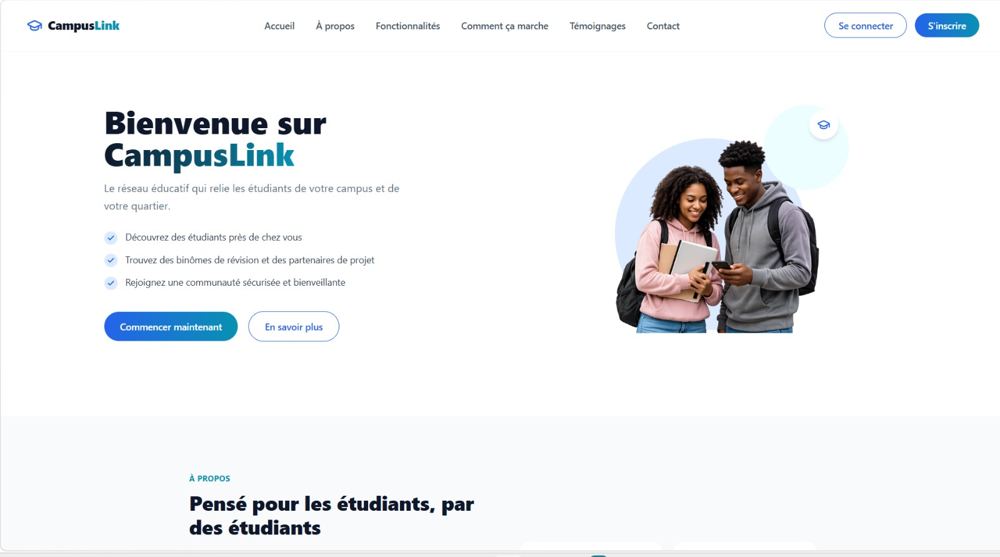 CampusLink
Accueil
À propos
Fonctionnalités
Comment ça marche
Témoignages
Contact
Se connecter
S'inscrire
Bienvenue sur
CampusLink
Le réseau éducatif qui relie les étudiants de votre campus et de
votre quartier.
Découvrez des étudiants près de chez vous
Trouvez des binômes de révision et des partenaires de projet
Rejoignez une communauté sécurisée et bienveillante
Commencer maintenant
En savoir plus
À PROPOS
Pensé pour les étudiants, par
des étudiants